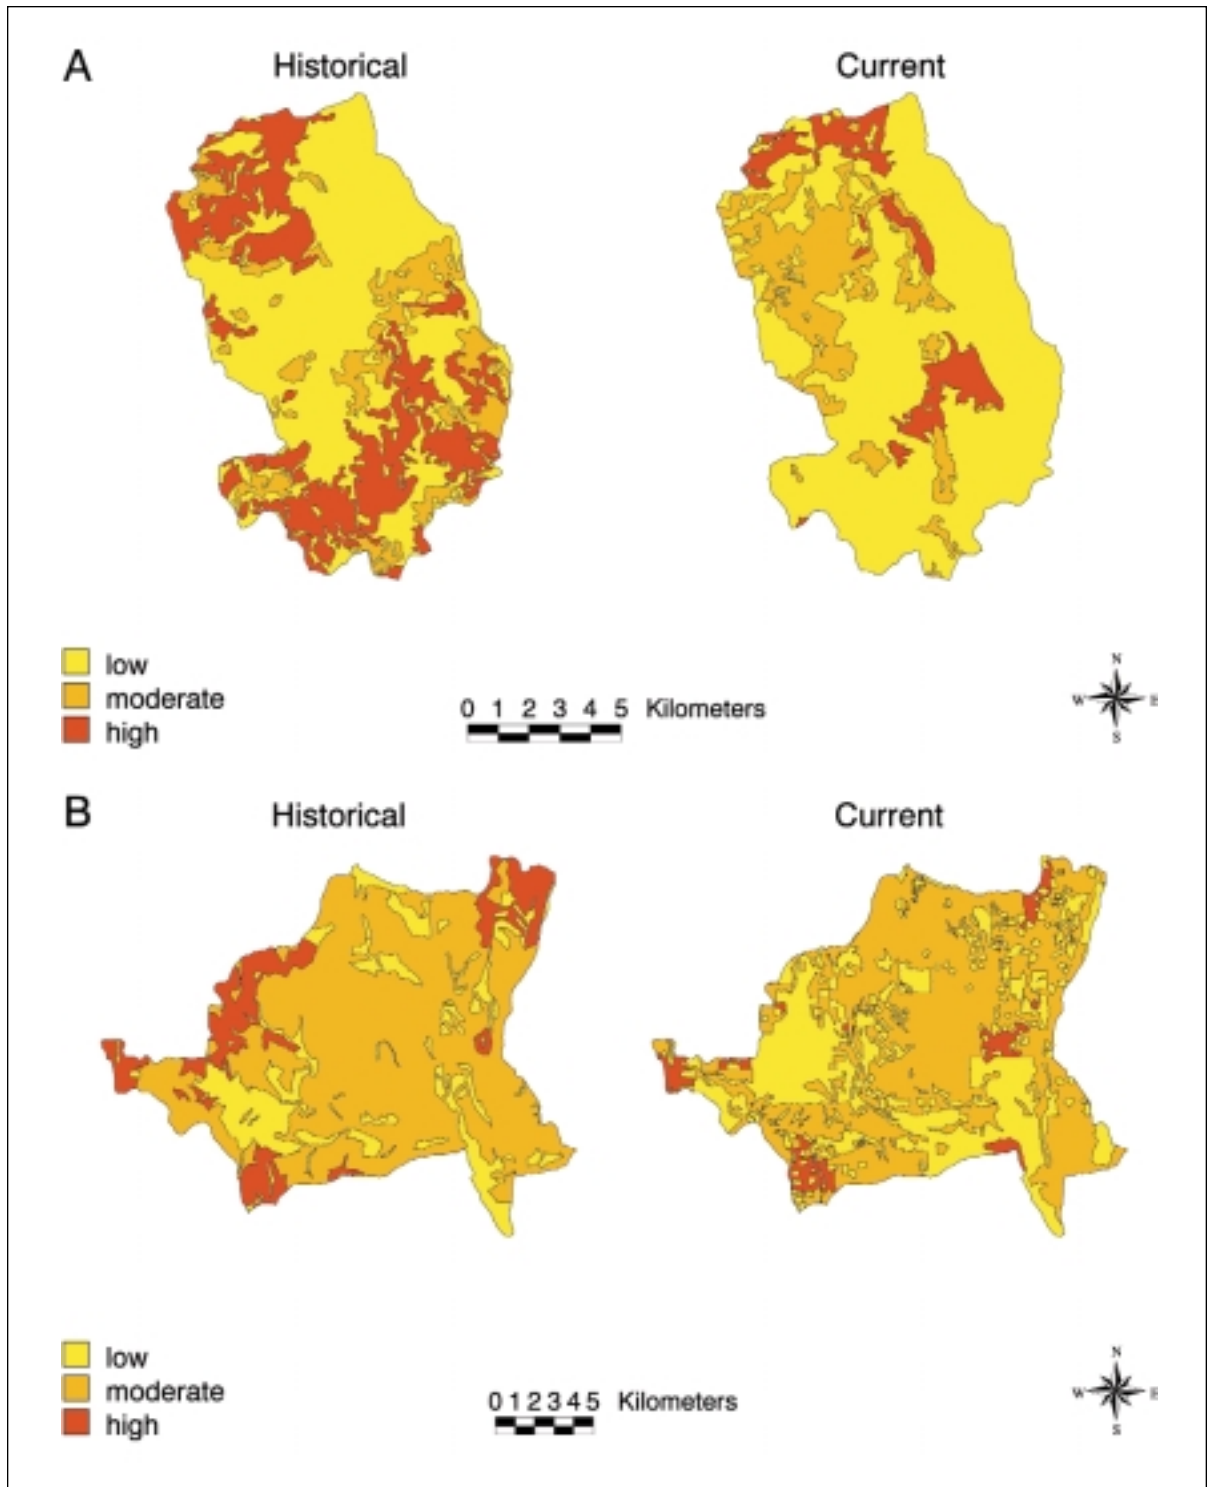 A
Historical Current
low
moderate
high
0 1 2 3 4 5 Kilometers
N
W E
S
B
Historical Current
low
moderate
high
0 1 2 3 4 5 Kilometers
N
W E
S